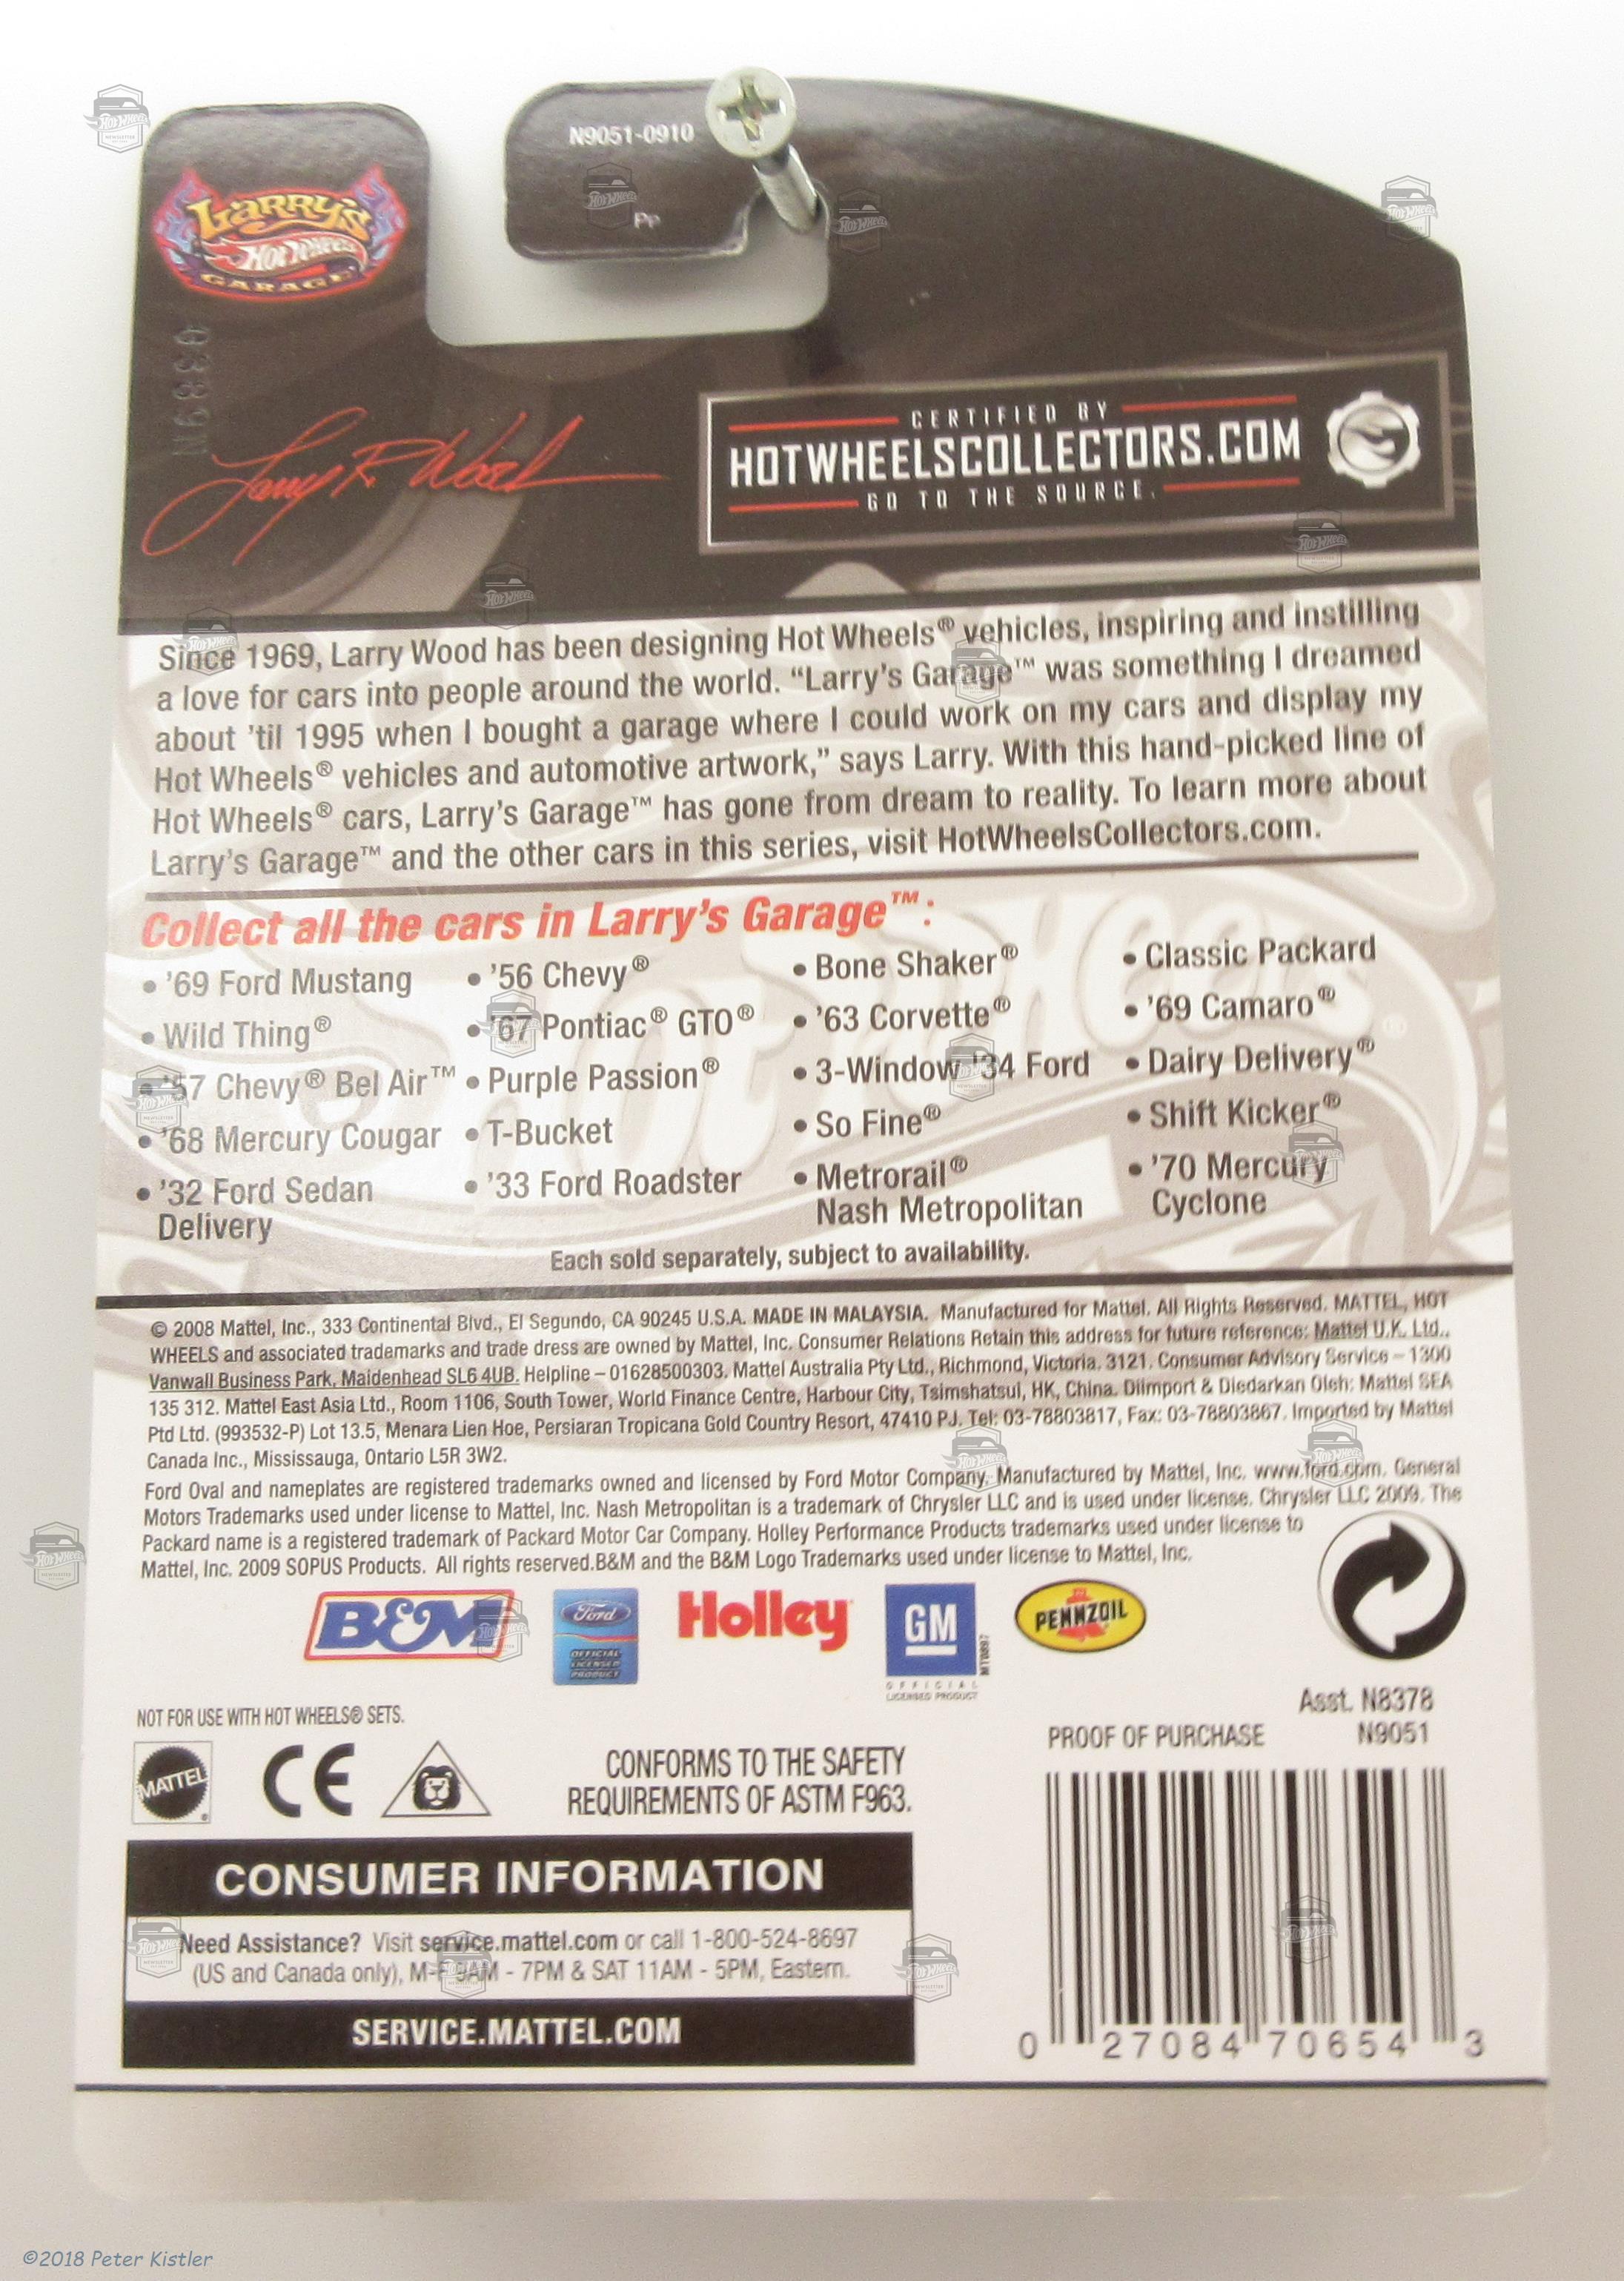 N9051-0910
Pp
LARRY'S
Hot Wheels
GARAGE
0389N
Larry R. Wood
CERTIFIED BY
HOTWHEELSCOLLECTORS.COM
GO TO THE SOURCE.
Since 1969, Larry Wood has been designing Hot Wheels® vehicles, inspiring and instilling
a love for cars into people around the world. “Larry’s Garage™ was something I dreamed
about ’til 1995 when I bought a garage where I could work on my cars and display my
Hot Wheels® vehicles and automotive artwork,” says Larry. With this hand-picked line of
Hot Wheels® cars, Larry’s Garage™ has gone from dream to reality. To learn more about
Larry’s Garage™ and the other cars in this series, visit HotWheelsCollectors.com.
Collect all the cars in Larry’s Garage™:
• ’69 Ford Mustang
• Wild Thing®
• ’57 Chevy® Bel Air™
• ’68 Mercury Cougar
• ’32 Ford Sedan
Delivery
• ’56 Chevy®
• ’67 Pontiac® GTO®
• Purple Passion®
• T-Bucket
• ’33 Ford Roadster
• Bone Shaker®
• ’63 Corvette®
• 3-Window ’34 Ford
• So Fine®
• Metrorail®
Nash Metropolitan
• Classic Packard
• ’69 Camaro®
• Dairy Delivery®
• Shift Kicker®
• ’70 Mercury
Cyclone
Each sold separately, subject to availability.
© 2008 Mattel, Inc., 333 Continental Blvd., El Segundo, CA 90245 U.S.A. MADE IN MALAYSIA. Manufactured for Mattel. All Rights Reserved. MATTEL, HOT
WHEELS and associated trademarks and trade dress are owned by Mattel, Inc. Consumer Relations Retain this address for future reference: Mattel U.K. Ltd.,
Vanwall Business Park, Maidenhead SL6 4UB. Helpline – 01628500303. Mattel Australia Pty Ltd., Richmond, Victoria. 3121. Consumer Advisory Service – 1300
135 312. Mattel East Asia Ltd., Room 1106, South Tower, World Finance Centre, Harbour City, Tsimshatsui, HK, China. Diimport & Diedarkan Oleh: Mattel SEA
Ptd Ltd. (993532-P) Lot 13.5, Menara Lien Hoe, Persiaran Tropicana Gold Country Resort, 47410 PJ. Tel: 03-78803817, Fax: 03-78803867. Imported by Mattel
Canada Inc., Mississauga, Ontario L5R 3W2.
Ford Oval and nameplates are registered trademarks owned and licensed by Ford Motor Company. Manufactured by Mattel, Inc. www.ford.com. General
Motors Trademarks used under license to Mattel, Inc. Nash Metropolitan is a trademark of Chrysler LLC and is used under license. Chrysler LLC 2009. The
Packard name is a registered trademark of Packard Motor Car Company. Holley Performance Products trademarks used under license to
Mattel, Inc. 2009 SOPUS Products. All rights reserved.B&M and the B&M Logo Trademarks used under license to Mattel, Inc.
B&M
Ford
OFFICIAL
LICENSED
PRODUCT
Holley
GM
OFFICIAL
LICENSED PRODUCT
PENNZOIL
NOT FOR USE WITH HOT WHEELS® SETS.
MATTEL
CE
CONFORMS TO THE SAFETY
REQUIREMENTS OF ASTM F963.
Asst. N8378
PROOF OF PURCHASE N9051
CONSUMER INFORMATION
Need Assistance? Visit service.mattel.com or call 1-800-524-8697
(US and Canada only), M-F 9AM - 7PM & SAT 11AM - 5PM, Eastern.
SERVICE.MATTEL.COM
0 27084 70654 3
©2018 Peter Kistler